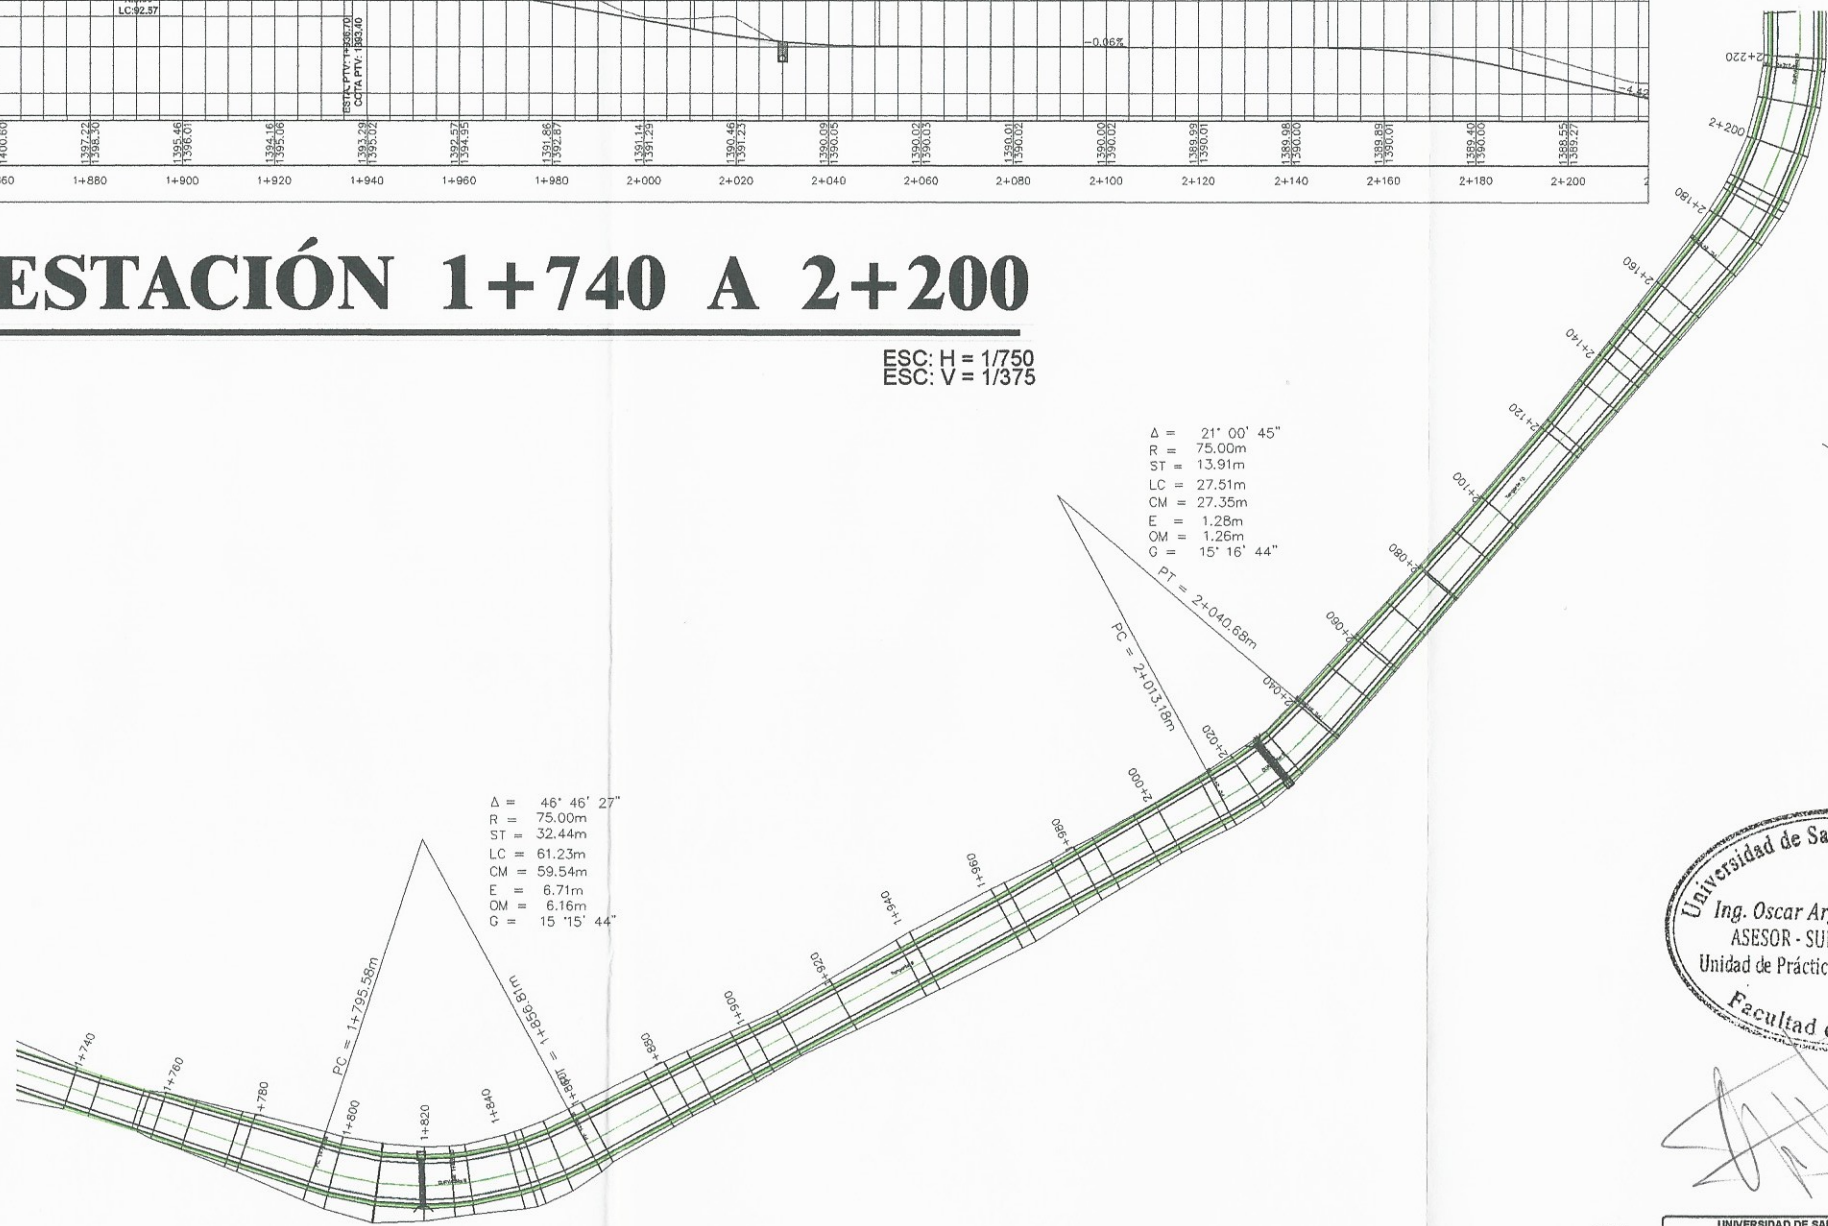 LC:92.57
ESTAC PTV: 1+936.70
COTA PTV: 1393.40
-0.06%
-4.42
1400.60
1397.22
1398.30
1395.46
1396.01
1394.16
1395.06
1393.29
1395.02
1392.57
1394.95
1391.86
1392.87
1391.14
1391.29
1390.46
1391.23
1390.09
1390.05
1390.02
1390.03
1390.01
1390.02
1390.00
1390.02
1389.99
1390.01
1389.98
1390.00
1389.89
1390.01
1389.40
1390.00
1388.55
1389.27
1+880 1+900 1+920 1+940 1+960 1+980 2+000 2+020 2+040 2+060 2+080 2+100 2+120 2+140 2+160 2+180 2+200
ESTACIÓN 1+740 A 2+200
ESC: H = 1/750
ESC: V = 1/375
Δ = 21° 00' 45"
R = 75.00m
ST = 13.91m
LC = 27.51m
CM = 27.35m
E = 1.28m
OM = 1.26m
G = 15° 16' 44"
PT = 2+040.68m
PC = 2+013.18m
Δ = 46° 46' 27"
R = 75.00m
ST = 32.44m
LC = 61.23m
CM = 59.54m
E = 6.71m
OM = 6.16m
G = 15 °15' 44"
PC = 1+795.58m
PT = 1+856.81m
1+740
1+760
+780
1+800
1+820
1+840
+880
1+900
1+920
1+940
1+960
1+980
2+000
2+020
2+040
2+060
2+080
2+100
2+120
2+140
2+160
2+180
2+200
2+220
Universidad de Sa
Ing. Oscar Ar
ASESOR - SU
Unidad de Práctic
Facultad d
UNIVERSIDAD DE SA